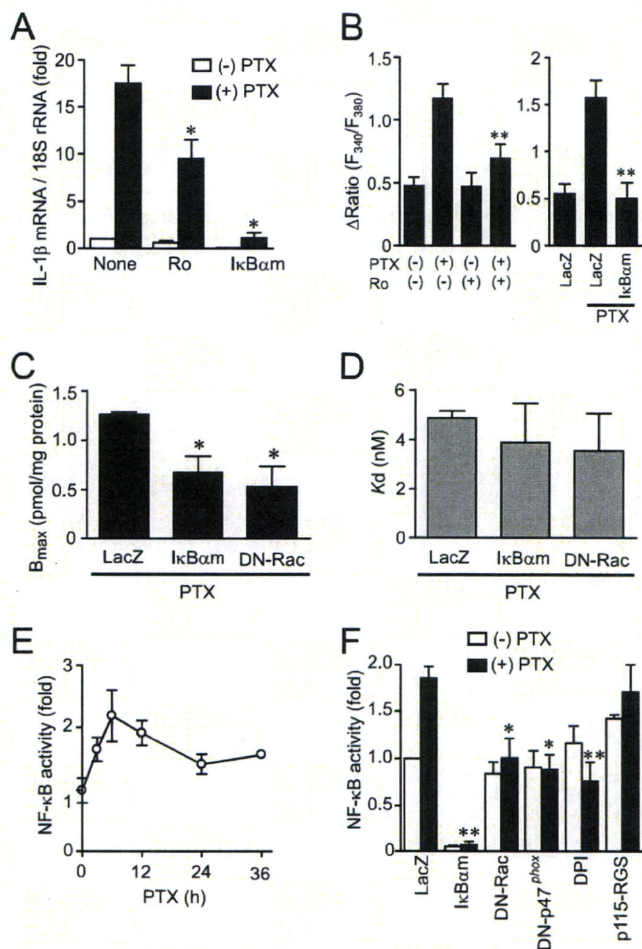 A
IL-1β mRNA / 18S rRNA (fold)
20
15
10
5
0
(-) PTX
(+) PTX
*
*
None Ro IκBαm
B
ΔRatio (F340/F380)
1.5
1.0
0.5
0
**
PTX (-) (+) (-) (+)
Ro (-) (-) (+) (+)
2
1.5
1
0.5
0
**
LacZ
LacZ
IκBαm
PTX
C
Bmax (pmol/mg protein)
1.5
1.0
0.5
0
*
*
LacZ IκBαm DN-Rac
PTX
D
Kd (nM)
6
4
2
0
LacZ IκBαm DN-Rac
PTX
E
NF-κB activity (fold)
3
2
1
0
0 12 24 36
PTX (h)
F
NF-κB activity (fold)
2.0
1.5
1.0
0.5
0
(-) PTX
(+) PTX
**
*
*
**
LacZ
IκBαm
DN-Rac
DN-p47phox
DPI
p115-RGS